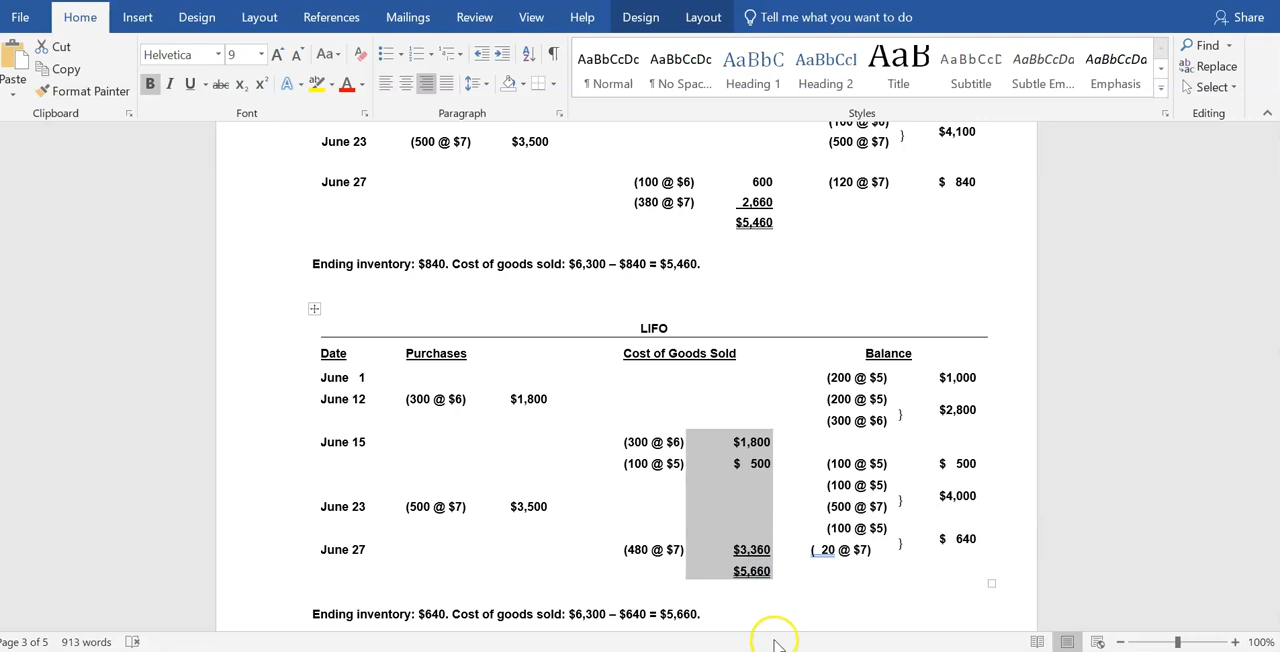 File Home Insert Design Layout References Mailings Review View Help Design Layout Tell me what you want to do Share
Cut
Copy
Format Painter
Paste
Clipboard
Helvetica 9 Aa
B I U abc X2 X2 A A
Font
Paragraph
AaBbCcDc AaBbCcDc AaBbC AaBbCcl AaB AaBbCcD AaBbCcDa AaBbCcDa
¶ Normal ¶ No Spac... Heading 1 Heading 2 Title Subtitle Subtle Em... Emphasis
Styles
Find
Replace
Select
Editing
(100 @ $6)
June 23 (500 @ $7) $3,500 (500 @ $7) } $4,100
June 27 (100 @ $6) 600 (120 @ $7) $ 840
(380 @ $7) 2,660
$5,460
Ending inventory: $840. Cost of goods sold: $6,300 – $840 = $5,460.
LIFO
Date Purchases Cost of Goods Sold Balance
June 1 (200 @ $5) $1,000
June 12 (300 @ $6) $1,800 (200 @ $5)
(300 @ $6) } $2,800
June 15 (300 @ $6) $1,800
(100 @ $5) $ 500 (100 @ $5) $ 500
(100 @ $5)
June 23 (500 @ $7) $3,500 (500 @ $7) } $4,000
(100 @ $5)
June 27 (480 @ $7) $3,360 ( 20 @ $7) } $ 640
$5,660
Ending inventory: $640. Cost of goods sold: $6,300 – $640 = $5,660.
Page 3 of 5 913 words 100%